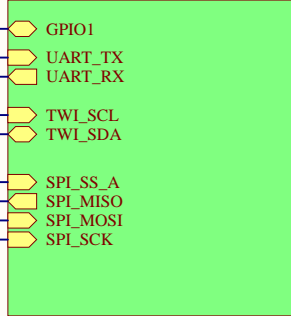 GPIO1
UART_TX
UART_RX
TWI_SCL
TWI_SDA
SPI_SS_A
SPI_MISO
SPI_MOSI
SPI_SCK